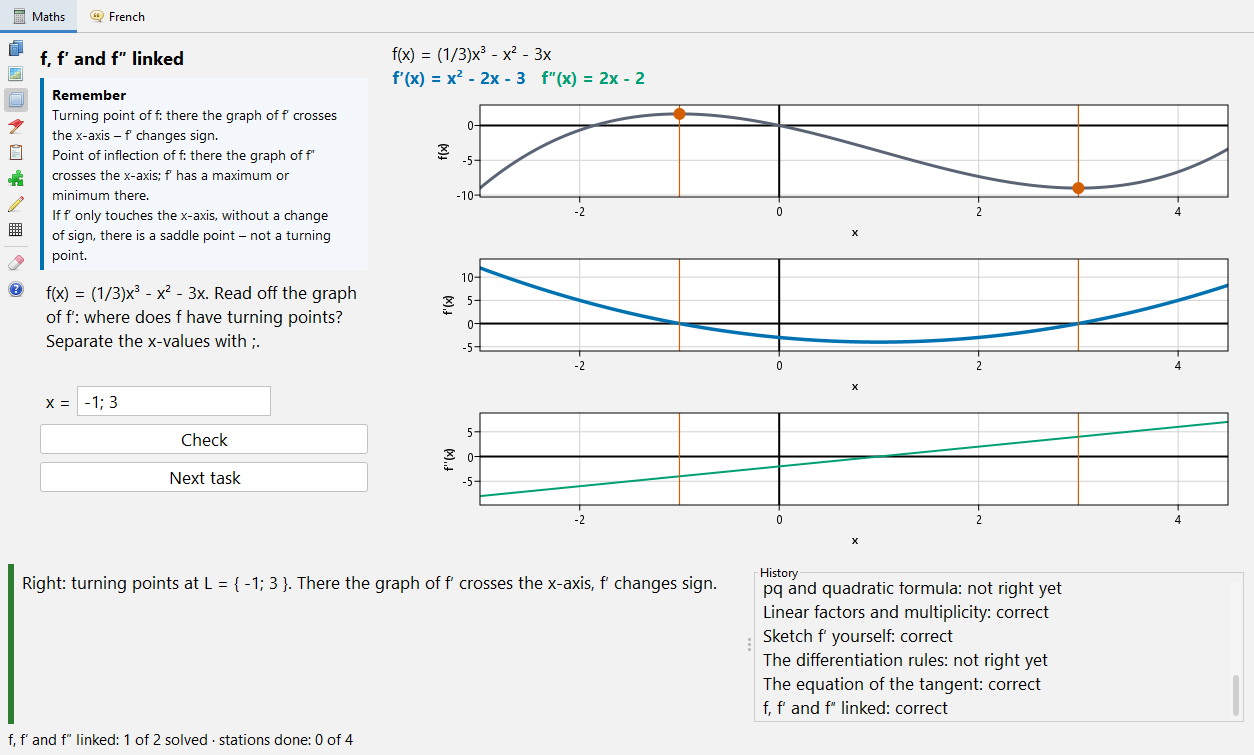 Maths
French
f, f′ and f″ linked
Remember
Turning point of f: there the graph of f′ crosses
the x-axis – f′ changes sign.
Point of inflection of f: there the graph of f″
crosses the x-axis; f′ has a maximum or
minimum there.
If f′ only touches the x-axis, without a change
of sign, there is a saddle point – not a turning
point.
f(x) = (1/3)x³ - x² - 3x. Read off the graph
of f′: where does f have turning points?
Separate the x-values with ;.
x = -1; 3
Check
Next task
f(x) = (1/3)x³ - x² - 3x
f′(x) = x² - 2x - 3 f″(x) = 2x - 2
f(x)
0
-5
-10
-2 0 2 4
x
f′(x)
10
5
0
-5
-2 0 2 4
x
f″(x)
5
0
-5
-2 0 2 4
x
Right: turning points at L = { -1; 3 }. There the graph of f′ crosses the x-axis, f′ changes sign.
History
pq and quadratic formula: not right yet
Linear factors and multiplicity: correct
Sketch f′ yourself: correct
The differentiation rules: not right yet
The equation of the tangent: correct
f, f′ and f″ linked: correct
f, f′ and f″ linked: 1 of 2 solved · stations done: 0 of 4